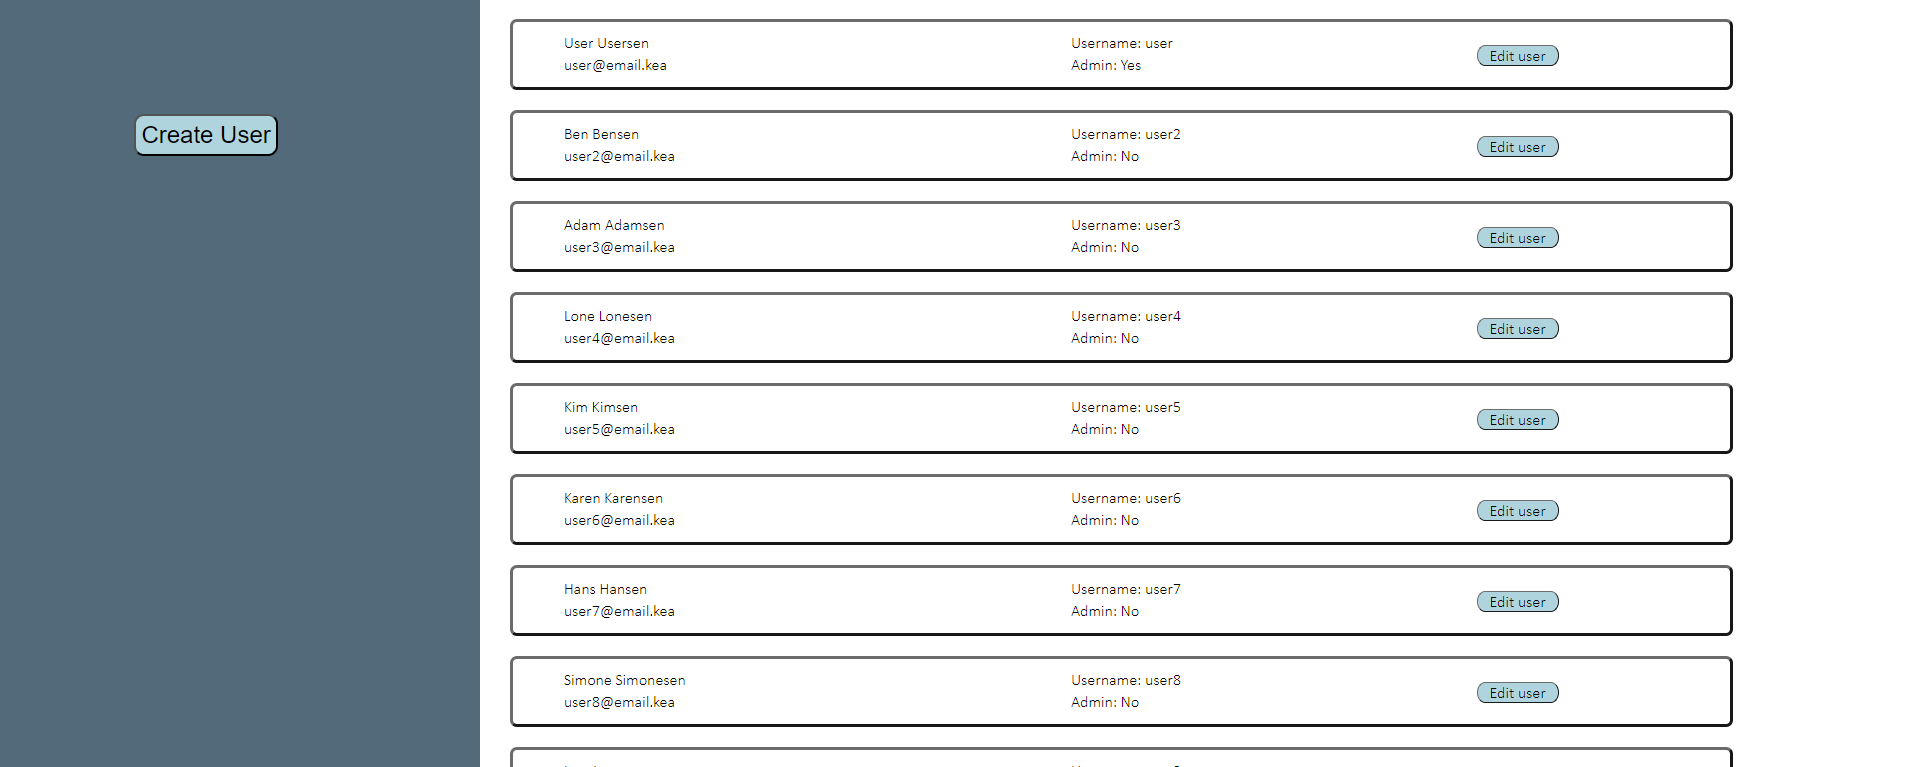 Create User
User Usersen
user@email.kea
Username: user
Admin: Yes
Edit user
Ben Bensen
user2@email.kea
Username: user2
Admin: No
Edit user
Adam Adamsen
user3@email.kea
Username: user3
Admin: No
Edit user
Lone Lonesen
user4@email.kea
Username: user4
Admin: No
Edit user
Kim Kimsen
user5@email.kea
Username: user5
Admin: No
Edit user
Karen Karensen
user6@email.kea
Username: user6
Admin: No
Edit user
Hans Hansen
user7@email.kea
Username: user7
Admin: No
Edit user
Simone Simonesen
user8@email.kea
Username: user8
Admin: No
Edit user